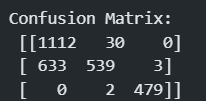 Confusion Matrix:
[[1112 30 0]
[ 633 539 3]
[ 0 2 479]]